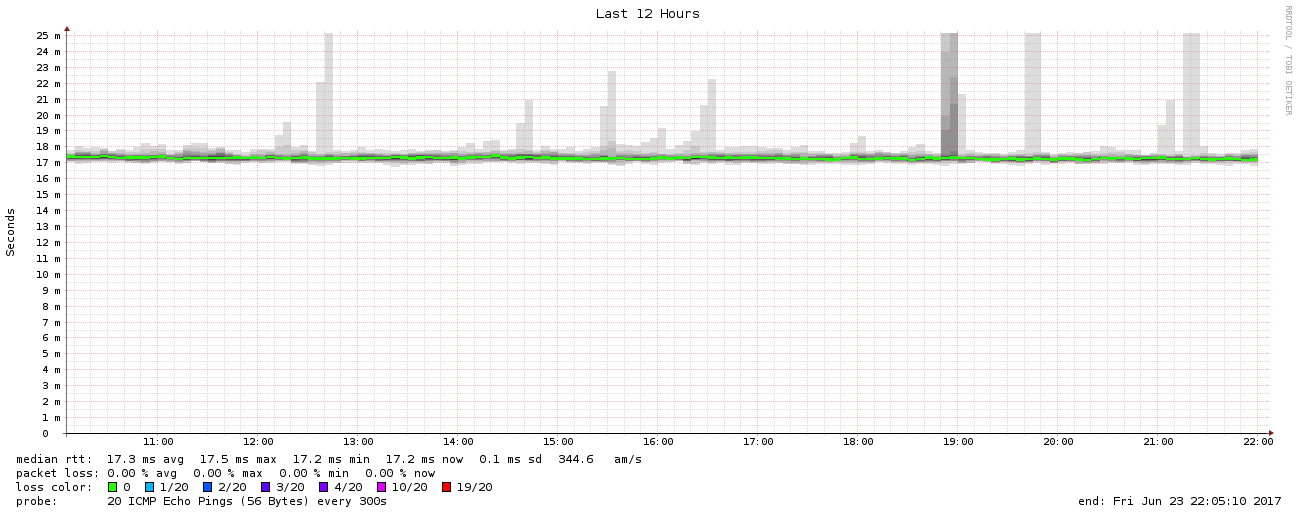 Last 12 Hours
RRDTOOL / TOBI OETIKER
Seconds
25 m
24 m
23 m
22 m
21 m
20 m
19 m
18 m
17 m
16 m
15 m
14 m
13 m
12 m
11 m
10 m
9 m
8 m
7 m
6 m
5 m
4 m
3 m
2 m
1 m
0
11:00 12:00 13:00 14:00 15:00 16:00 17:00 18:00 19:00 20:00 21:00 22:00
median rtt: 17.3 ms avg 17.5 ms max 17.2 ms min 17.2 ms now 0.1 ms sd 344.6 am/s
packet loss: 0.00 % avg 0.00 % max 0.00 % min 0.00 % now
loss color: 0 1/20 2/20 3/20 4/20 10/20 19/20
probe: 20 ICMP Echo Pings (56 Bytes) every 300s end: Fri Jun 23 22:05:10 2017